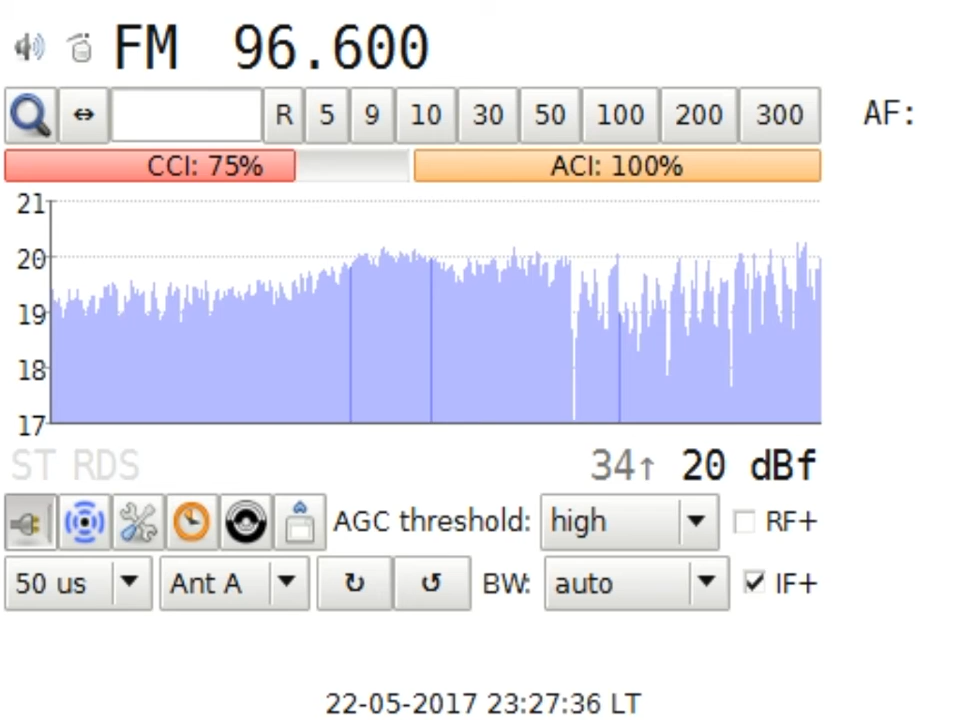 FM 96.600
R 5 9 10 30 50 100 200 300 AF:
CCI: 75% ACI: 100%
21
20
19
18
17
ST RDS 34↑ 20 dBf
AGC threshold: high RF+
50 us Ant A ↻ ↺ BW: auto IF+
22-05-2017 23:27:36 LT